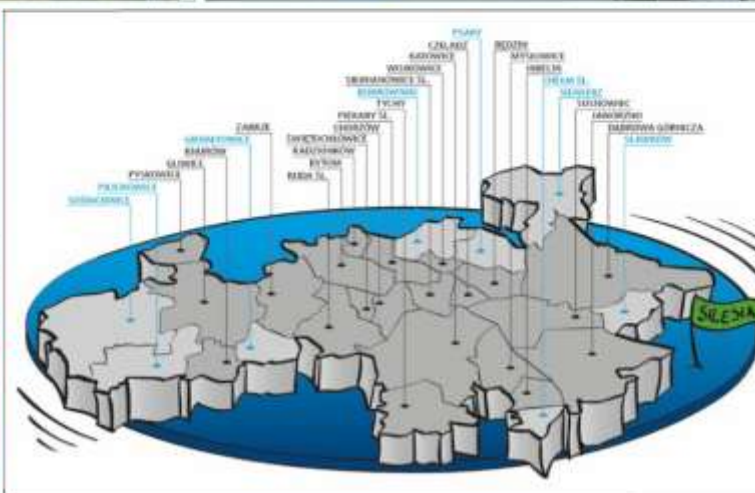 PSARY
CZELADŹ
BĘDZIN
KATOWICE
MYSŁOWICE
WOJKOWICE
IMIELIN
SIEMIANOWICE ŚL.
CHEŁM ŚL.
BOBROWNIKI
SIEWIERZ
TYCHY
SOSNOWIEC
PIEKARY ŚL.
JAWORZNO
ZABRZE
CHORZÓW
DĄBROWA GÓRNICZA
GIERAŁTOWICE
ŚWIĘTOCHŁOWICE
SŁAWKÓW
KNURÓW
RADZIONKÓW
GLIWICE
BYTOM
PYSKOWICE
RUDA ŚL.
PILCHOWICE
SOŚNICOWICE
SILESIA